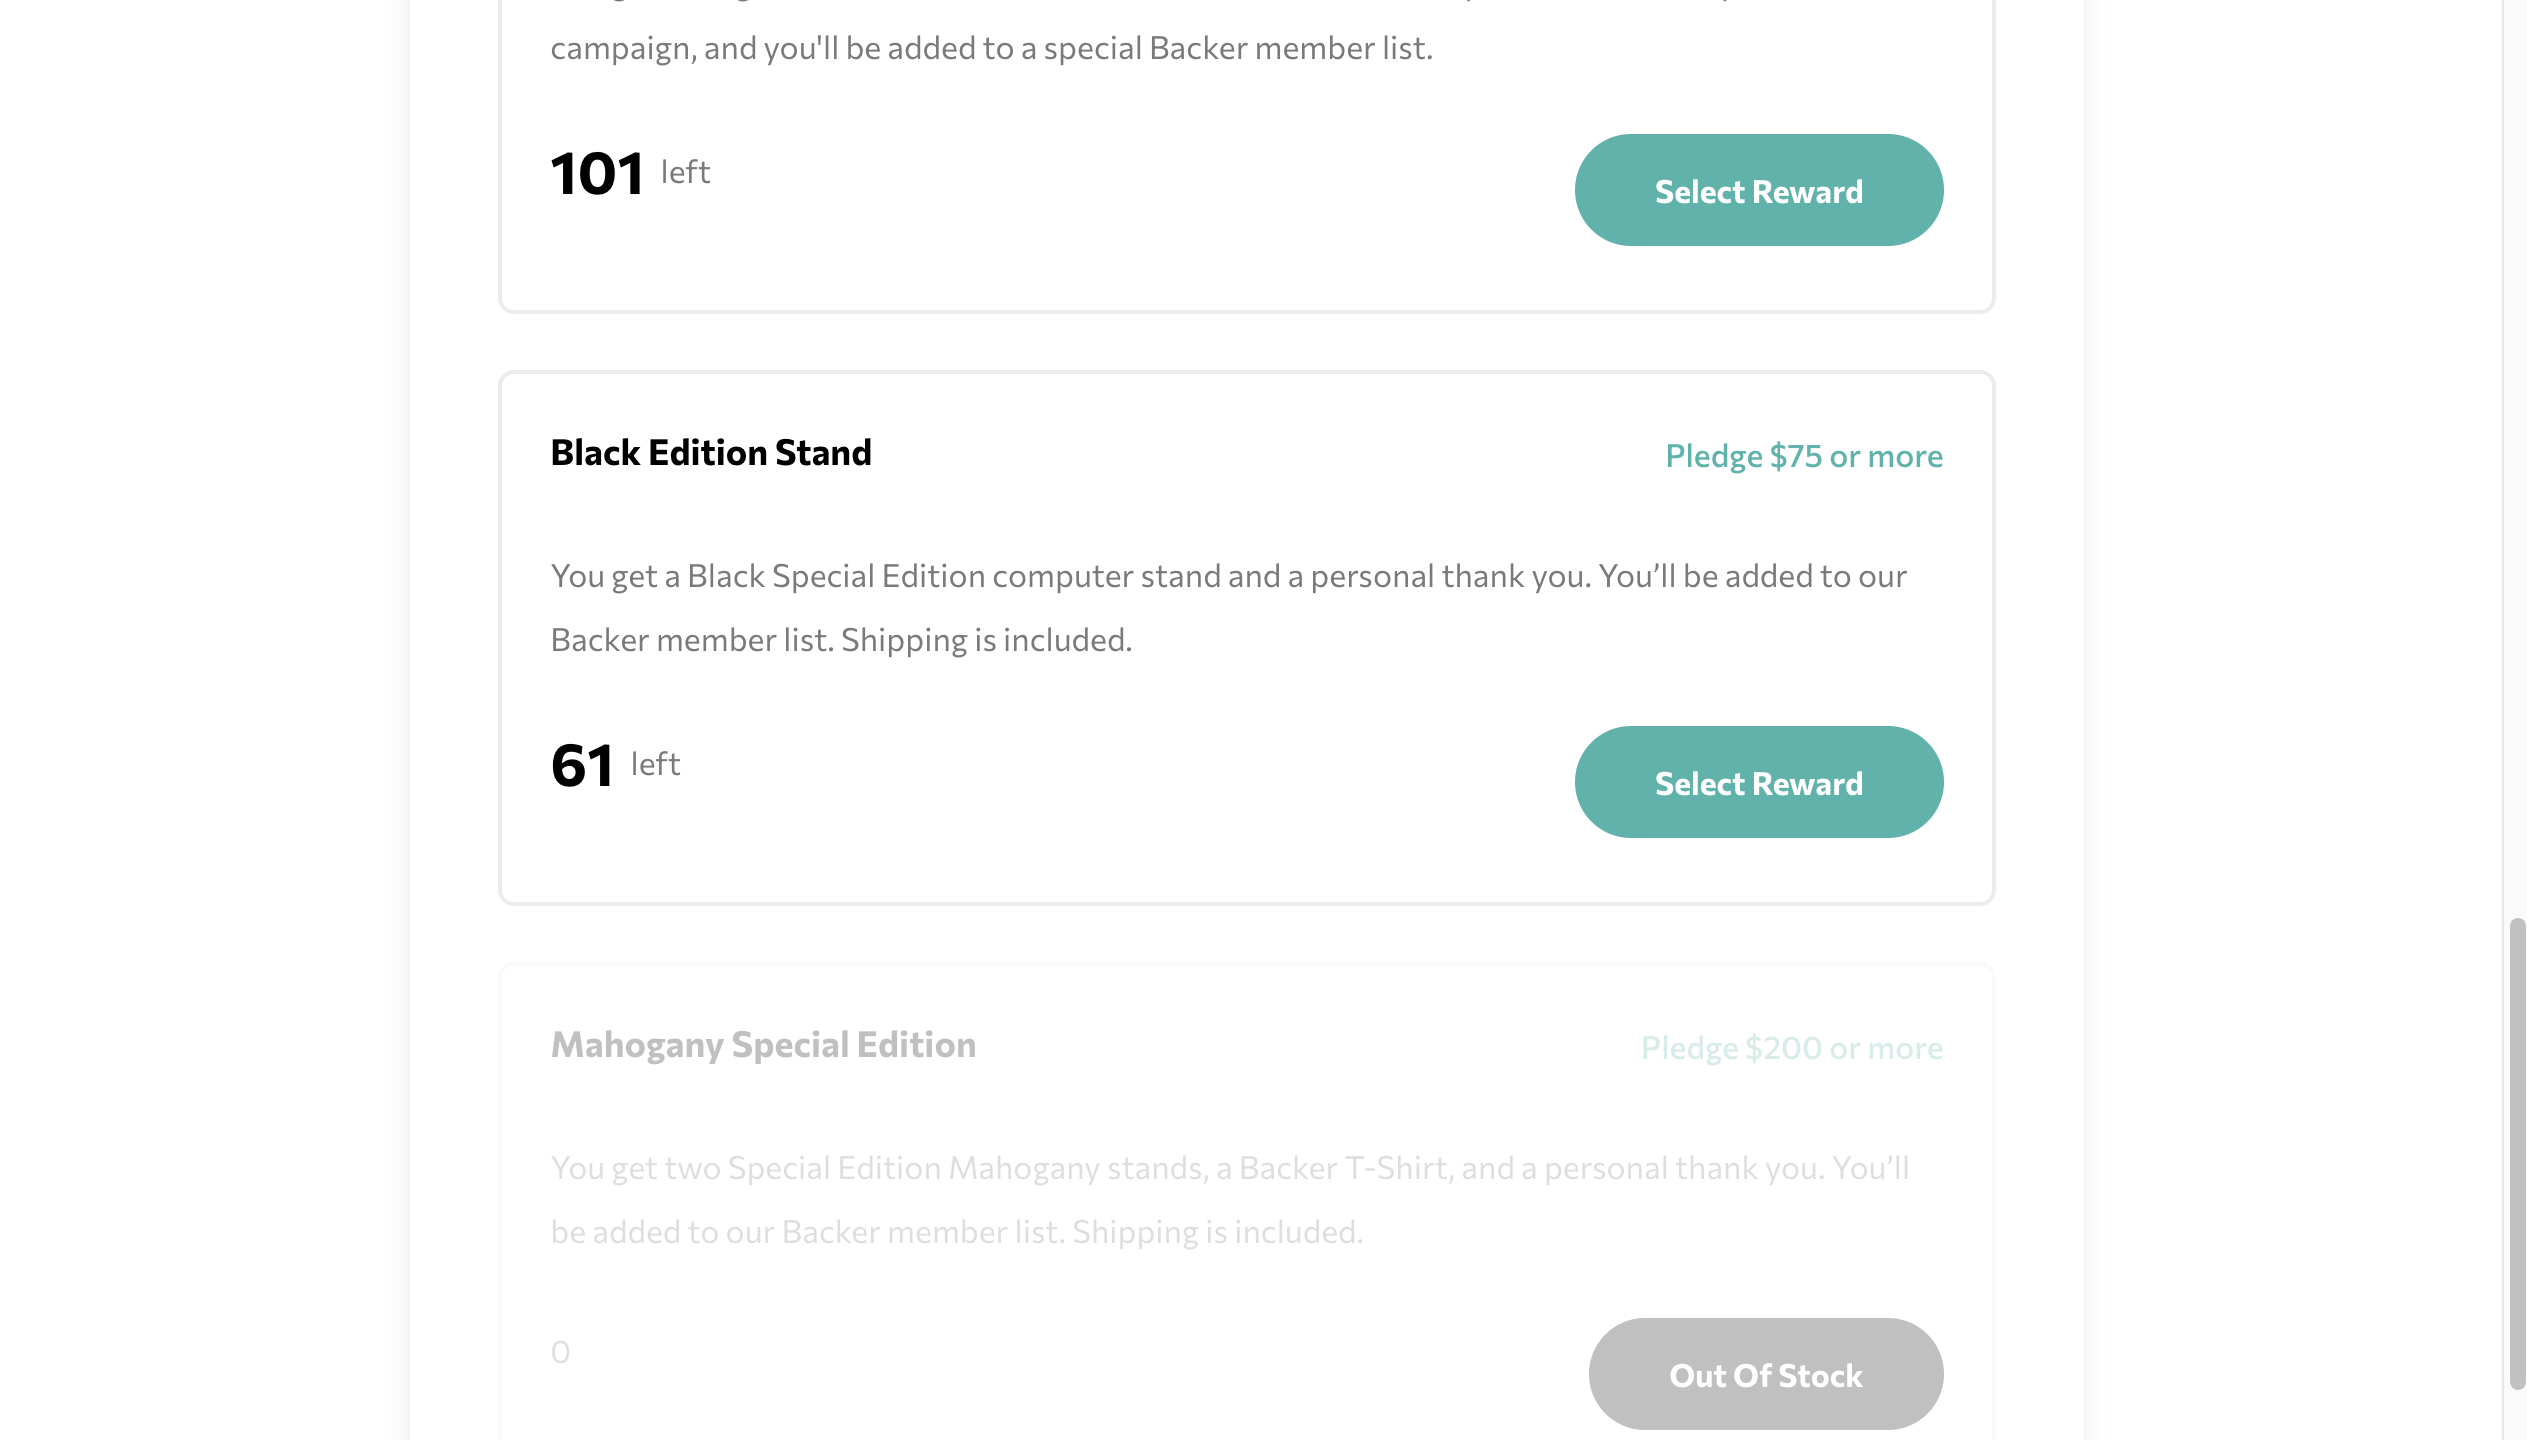 campaign, and you'll be added to a special Backer member list.
101 left
Select Reward
Black Edition Stand
Pledge $75 or more
You get a Black Special Edition computer stand and a personal thank you. You’ll be added to our
Backer member list. Shipping is included.
61 left
Select Reward
Mahogany Special Edition
Pledge $200 or more
You get two Special Edition Mahogany stands, a Backer T-Shirt, and a personal thank you. You’ll
be added to our Backer member list. Shipping is included.
0
Out Of Stock